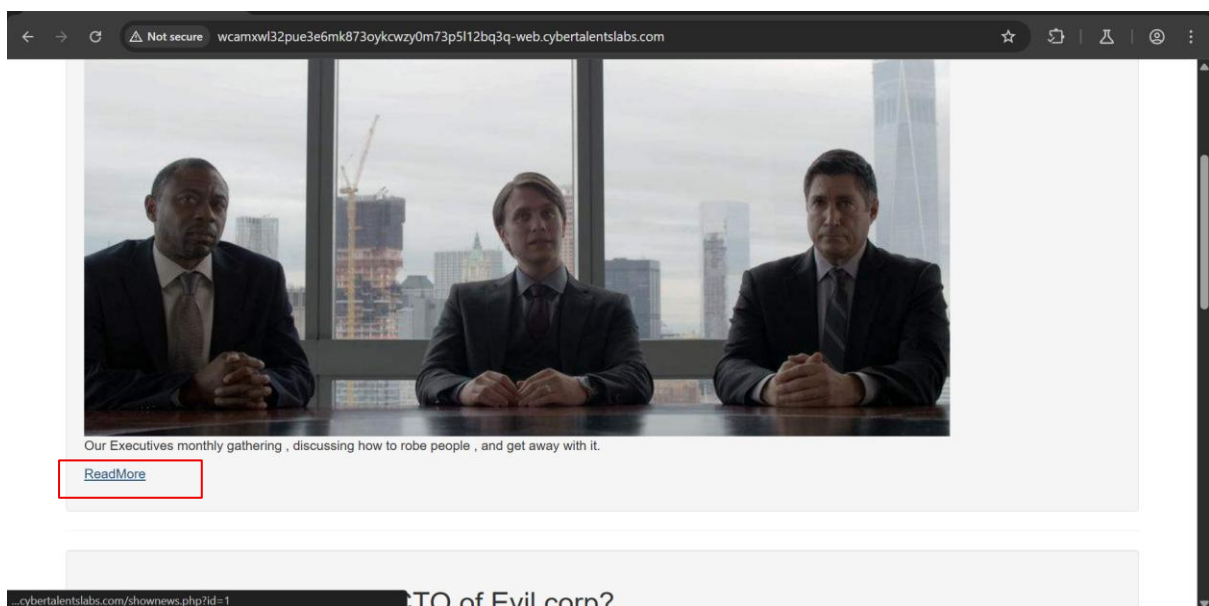 Not secure wcamxwl32pue3e6mk873oykcwzy0m73p5l12bq3q-web.cybertalentslabs.com
Our Executives monthly gathering , discussing how to robe people , and get away with it.
ReadMore
CTO of Evil corp?
...cybertalentslabs.com/shownews.php?id=1